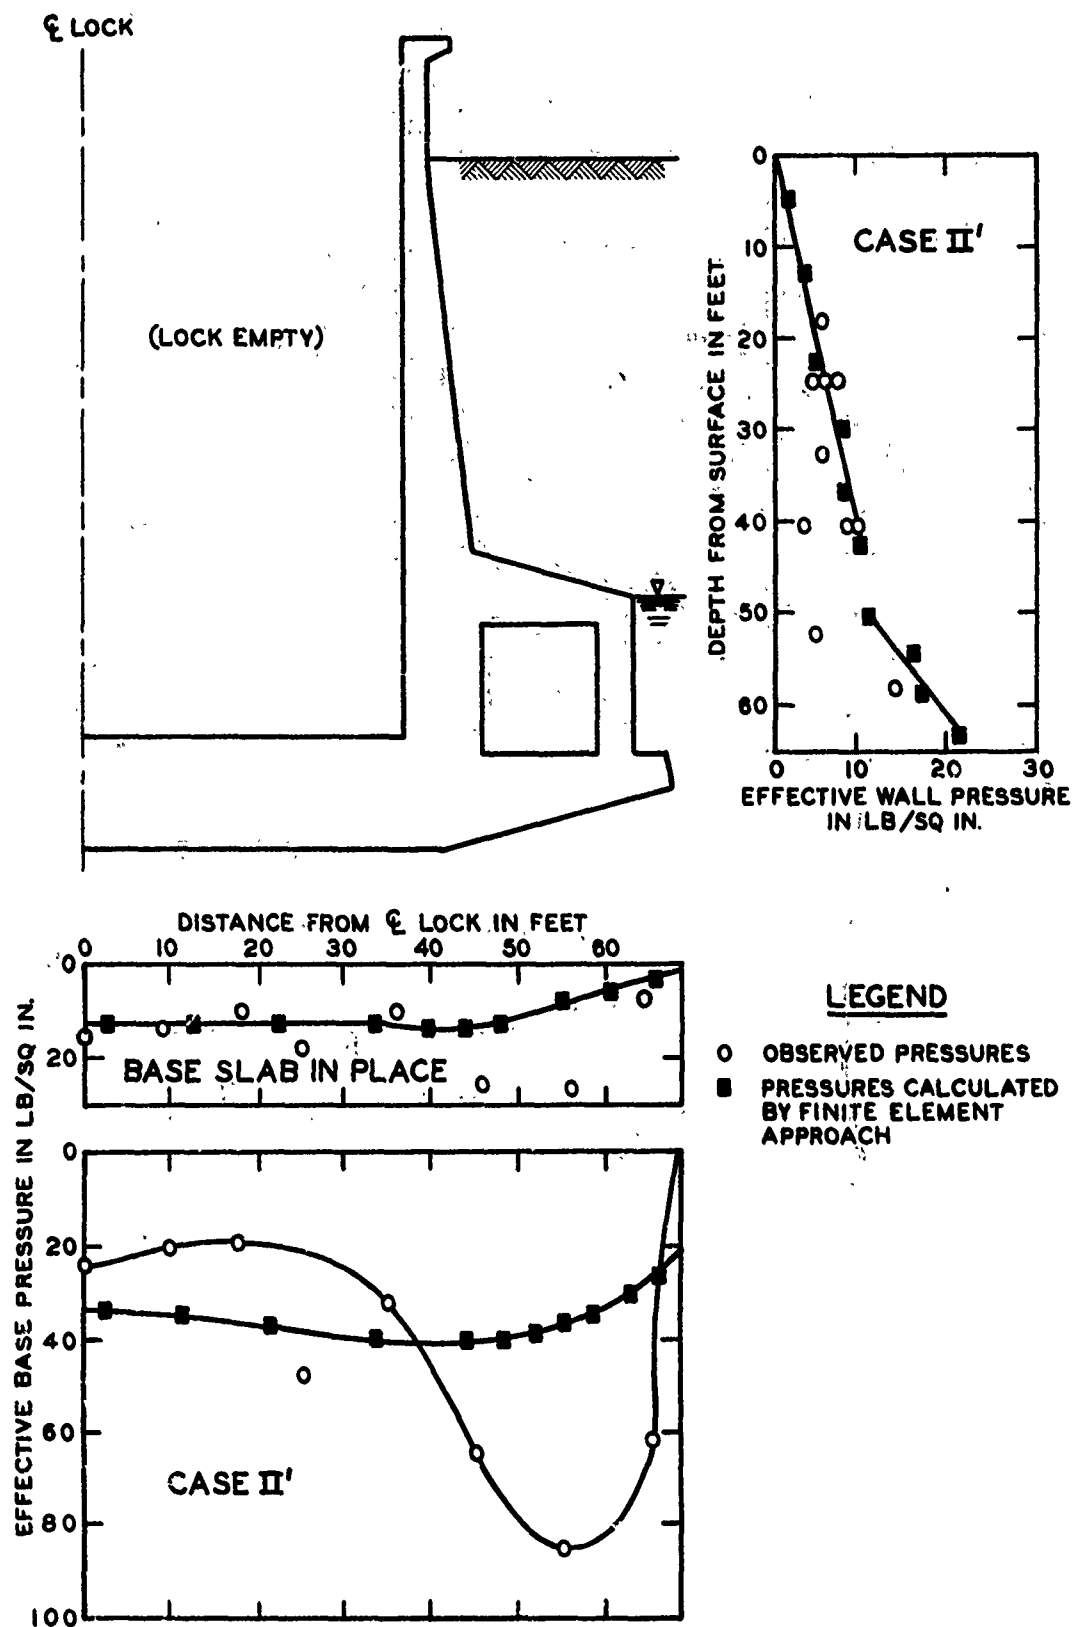 ℄ LOCK
(LOCK EMPTY)
0
10
20
30
40
50
60
DEPTH FROM SURFACE IN FEET
CASE II'
0 10 20 30
EFFECTIVE WALL PRESSURE
IN LB/SQ IN.
DISTANCE FROM ℄ LOCK IN FEET
0 10 20 30 40 50 60
0
20
BASE SLAB IN PLACE
EFFECTIVE BASE PRESSURE IN LB/SQ IN.
0
20
40
60
80
100
CASE II'
LEGEND
O OBSERVED PRESSURES
■ PRESSURES CALCULATED
BY FINITE ELEMENT
APPROACH